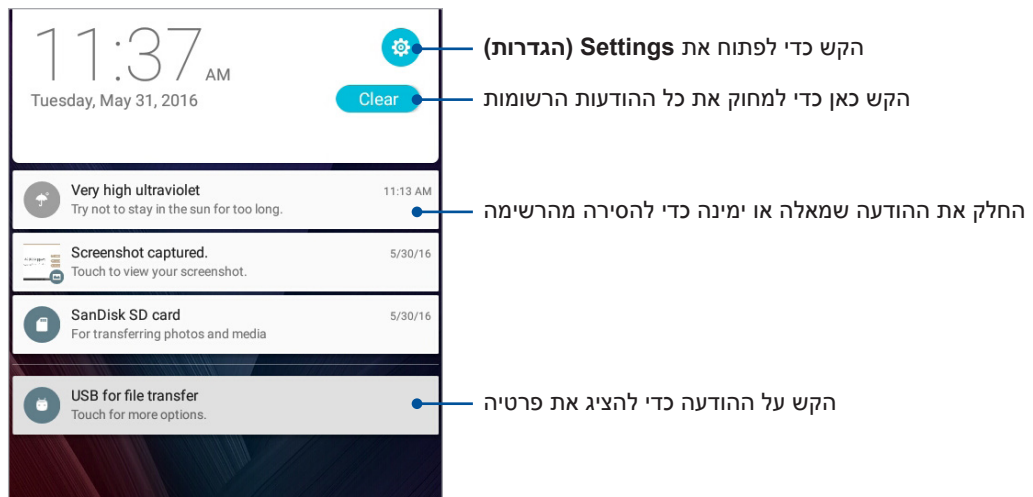 11:37 AM
הקש כדי לפתוח את Settings (הגדרות)
Tuesday, May 31, 2016
Clear
הקש כאן כדי למחוק את כל ההודעות הרשומות
Very high ultraviolet
11:13 AM
Try not to stay in the sun for too long.
החלק את ההודעה שמאלה או ימינה כדי להסירה מהרשימה
Screenshot captured.
5/30/16
Touch to view your screenshot.
SanDisk SD card
5/30/16
For transferring photos and media
USB for file transfer
Touch for more options.
הקש על ההודעה כדי להציג את פרטיה